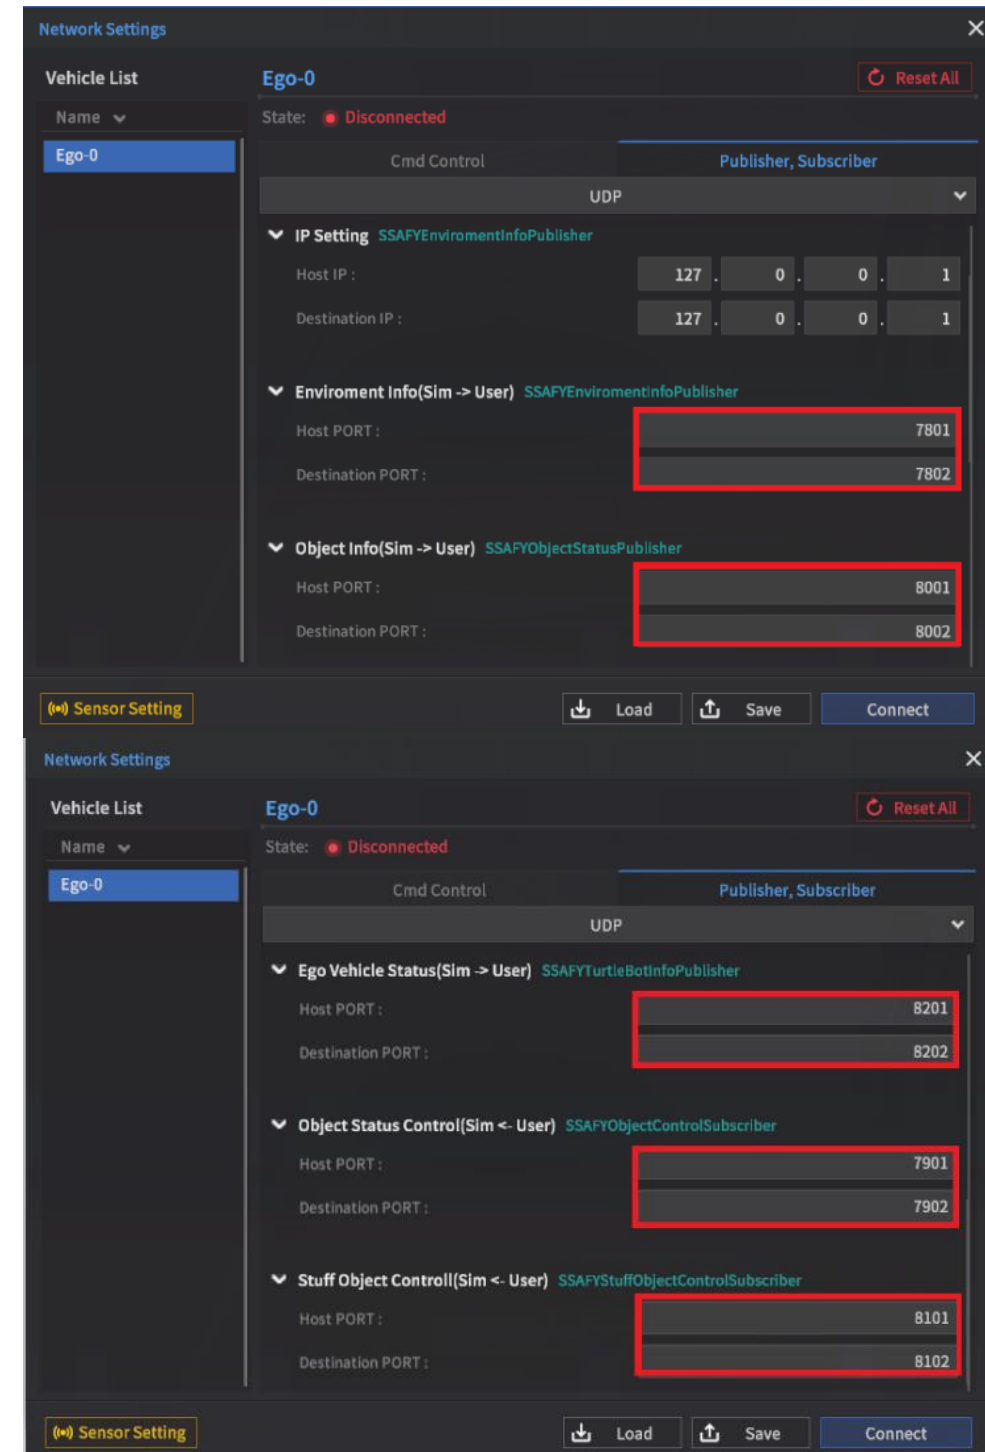 Network Settings
Vehicle List
Ego-0
Reset All
Name
State: Disconnected
Ego-0
Cmd Control
Publisher, Subscriber
UDP
IP Setting SSAFYEnviromentInfoPublisher
Host IP : 127 . 0 . 0 . 1
Destination IP : 127 . 0 . 0 . 1
Enviroment Info(Sim -> User) SSAFYEnviromentInfoPublisher
Host PORT : 7801
Destination PORT : 7802
Object Info(Sim -> User) SSAFYObjectStatusPublisher
Host PORT : 8001
Destination PORT : 8002
Sensor Setting
Load
Save
Connect
Network Settings
Vehicle List
Ego-0
Reset All
Name
State: Disconnected
Ego-0
Cmd Control
Publisher, Subscriber
UDP
Ego Vehicle Status(Sim -> User) SSAFYTurtleBotInfoPublisher
Host PORT : 8201
Destination PORT : 8202
Object Status Control(Sim <- User) SSAFYObjectControlSubscriber
Host PORT : 7901
Destination PORT : 7902
Stuff Object Controll(Sim <- User) SSAFYStuffObjectControlSubscriber
Host PORT : 8101
Destination PORT : 8102
Sensor Setting
Load
Save
Connect